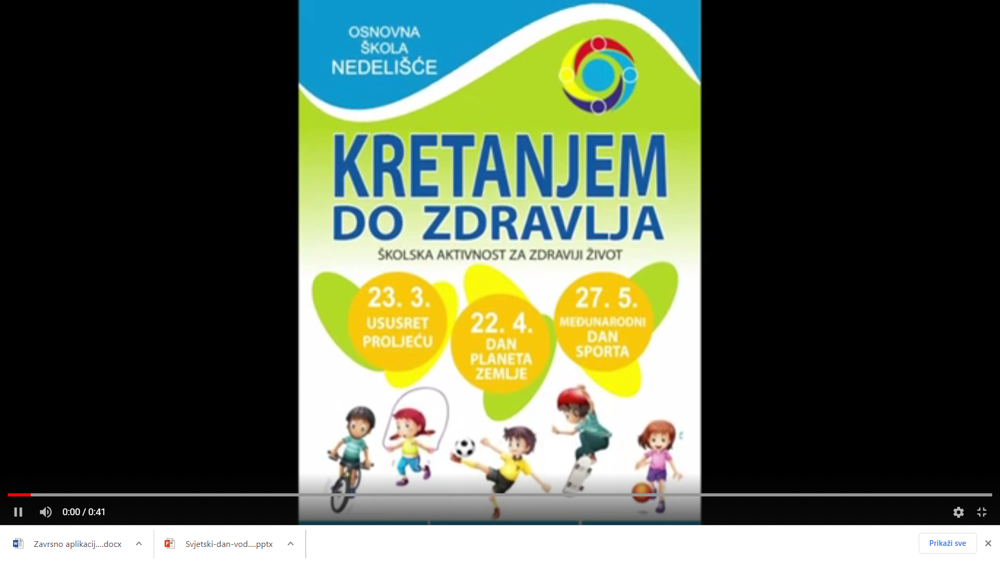 OSNOVNA
ŠKOLA
NEDELIŠĆE
KRETANJEM
DO ZDRAVLJA
ŠKOLSKA AKTIVNOST ZA ZDRAVIJI ŽIVOT
23. 3.
USUSRET
PROLJEĆU
22. 4.
DAN
PLANETA
ZEMLJE
27. 5.
MEĐUNARODNI
DAN
SPORTA
0:00 / 0:41
Zavrsno aplikacij....docx
Svjetski-dan-vod....pptx
Prikaži sve